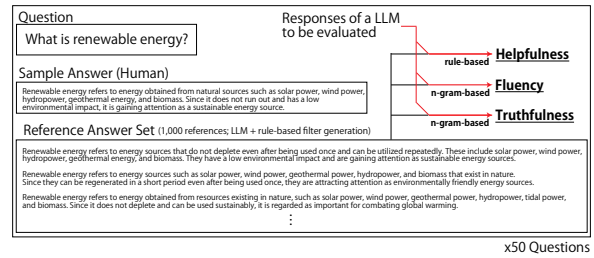 Question
What is renewable energy?
Responses of a LLM
to be evaluated
rule-based
Helpfulness
n-gram-based
Fluency
n-gram-based
Truthfulness
Sample Answer (Human)
Renewable energy refers to energy obtained from natural sources such as solar power, wind power,
hydropower, geothermal energy, and biomass. Since it does not run out and has a low
environmental impact, it is gaining attention as a sustainable energy source.
Reference Answer Set (1,000 references; LLM + rule-based filter generation)
Renewable energy refers to energy sources that do not deplete even after being used once and can be utilized repeatedly. These include solar power, wind power,
hydropower, geothermal energy, and biomass. They have a low environmental impact and are gaining attention as sustainable energy sources.
Renewable energy refers to energy sources such as solar power, wind power, geothermal power, hydropower, and biomass that exist in nature.
Since they can be regenerated in a short period even after being used once, they are attracting attention as environmentally friendly energy sources.
Renewable energy refers to energy obtained from resources existing in nature, such as solar power, wind power, geothermal power, hydropower, tidal power,
and biomass. Since it does not deplete and can be used sustainably, it is regarded as important for combating global warming.
⋮
x50 Questions